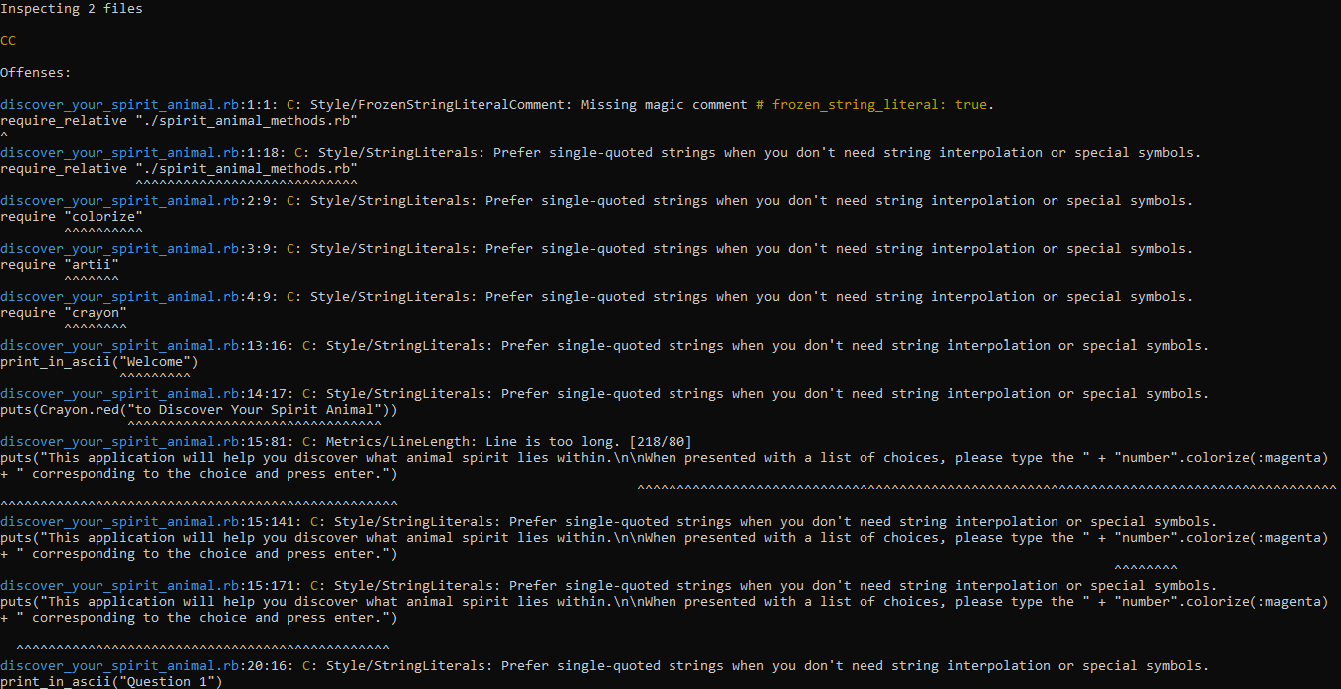 Inspecting 2 files
CC
Offenses:
discover_your_spirit_animal.rb:1:1: C: Style/FrozenStringLiteralComment: Missing magic comment # frozen_string_literal: true.
require_relative "./spirit_animal_methods.rb"
^
discover_your_spirit_animal.rb:1:18: C: Style/StringLiterals: Prefer single-quoted strings when you don't need string interpolation or special symbols.
require_relative "./spirit_animal_methods.rb"
^^^^^^^^^^^^^^^^^^^^^^^^^^^^
discover_your_spirit_animal.rb:2:9: C: Style/StringLiterals: Prefer single-quoted strings when you don't need string interpolation or special symbols.
require "colorize"
^^^^^^^^^^
discover_your_spirit_animal.rb:3:9: C: Style/StringLiterals: Prefer single-quoted strings when you don't need string interpolation or special symbols.
require "artii"
^^^^^^^
discover_your_spirit_animal.rb:4:9: C: Style/StringLiterals: Prefer single-quoted strings when you don't need string interpolation or special symbols.
require "crayon"
^^^^^^^^
discover_your_spirit_animal.rb:13:16: C: Style/StringLiterals: Prefer single-quoted strings when you don't need string interpolation or special symbols.
print_in_ascii("Welcome")
^^^^^^^^^
discover_your_spirit_animal.rb:14:17: C: Style/StringLiterals: Prefer single-quoted strings when you don't need string interpolation or special symbols.
puts(Crayon.red("to Discover Your Spirit Animal"))
^^^^^^^^^^^^^^^^^^^^^^^^^^^^^^^^
discover_your_spirit_animal.rb:15:81: C: Metrics/LineLength: Line is too long. [218/80]
puts("This application will help you discover what animal spirit lies within.\n\nWhen presented with a list of choices, please type the " + "number".colorize(:magenta)
+ " corresponding to the choice and press enter.")
^^^^^^^^^^^^^^^^^^^^^^^^^^^^^^^^^^^^^^^^^^^^^^^^^^^^^^^^^^^^^^^^^^^^^^^^^^^^^^^^^^^^^^^^
^^^^^^^^^^^^^^^^^^^^^^^^^^^^^^^^^^^^^^^^^^^^^^^^^^
discover_your_spirit_animal.rb:15:141: C: Style/StringLiterals: Prefer single-quoted strings when you don't need string interpolation or special symbols.
puts("This application will help you discover what animal spirit lies within.\n\nWhen presented with a list of choices, please type the " + "number".colorize(:magenta)
+ " corresponding to the choice and press enter.")
^^^^^^^^
discover_your_spirit_animal.rb:15:171: C: Style/StringLiterals: Prefer single-quoted strings when you don't need string interpolation or special symbols.
puts("This application will help you discover what animal spirit lies within.\n\nWhen presented with a list of choices, please type the " + "number".colorize(:magenta)
+ " corresponding to the choice and press enter.")
^^^^^^^^^^^^^^^^^^^^^^^^^^^^^^^^^^^^^^^^^^^^^^^
discover_your_spirit_animal.rb:20:16: C: Style/StringLiterals: Prefer single-quoted strings when you don't need string interpolation or special symbols.
print_in_ascii("Question 1")